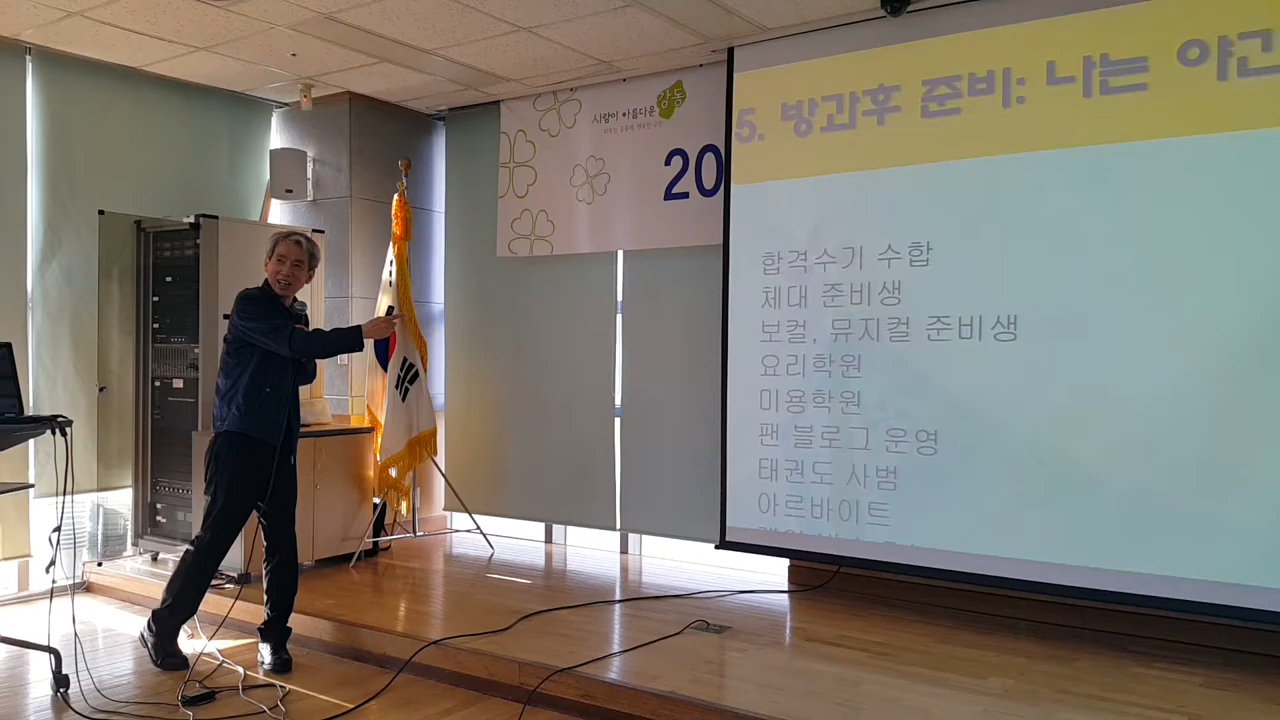 사람이 아름다운 강동
20
5. 방과후 준비: 나는 야간
합격수기 수합
체대 준비생
보컬, 뮤지컬 준비생
요리학원
미용학원
팬 블로그 운영
태권도 사범
아르바이트